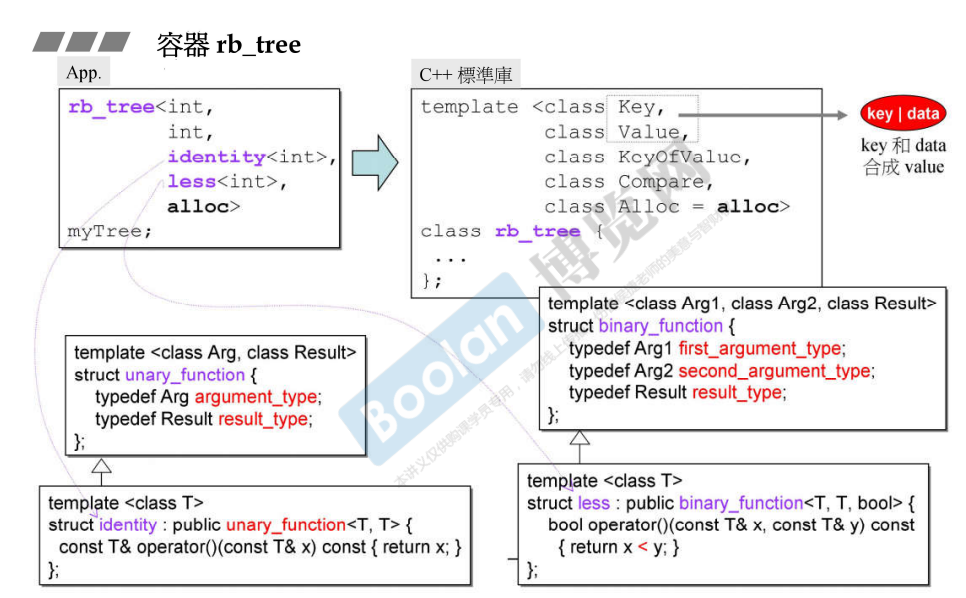 容器 rb_tree
App.
rb_tree<int,
int,
identity<int>,
less<int>,
alloc>
myTree;
C++ 標準庫
template <class Key,
class Value,
class KeyOfValue,
class Compare,
class Alloc = alloc>
class rb_tree {
...
};
key | data
key 和 data
合成 value
template <class Arg1, class Arg2, class Result>
struct binary_function {
typedef Arg1 first_argument_type;
typedef Arg2 second_argument_type;
typedef Result result_type;
};
template <class Arg, class Result>
struct unary_function {
typedef Arg argument_type;
typedef Result result_type;
};
template <class T>
struct identity : public unary_function<T, T> {
const T& operator()(const T& x) const { return x; }
};
template <class T>
struct less : public binary_function<T, T, bool> {
bool operator()(const T& x, const T& y) const
{ return x < y; }
};
Boolan 博览网